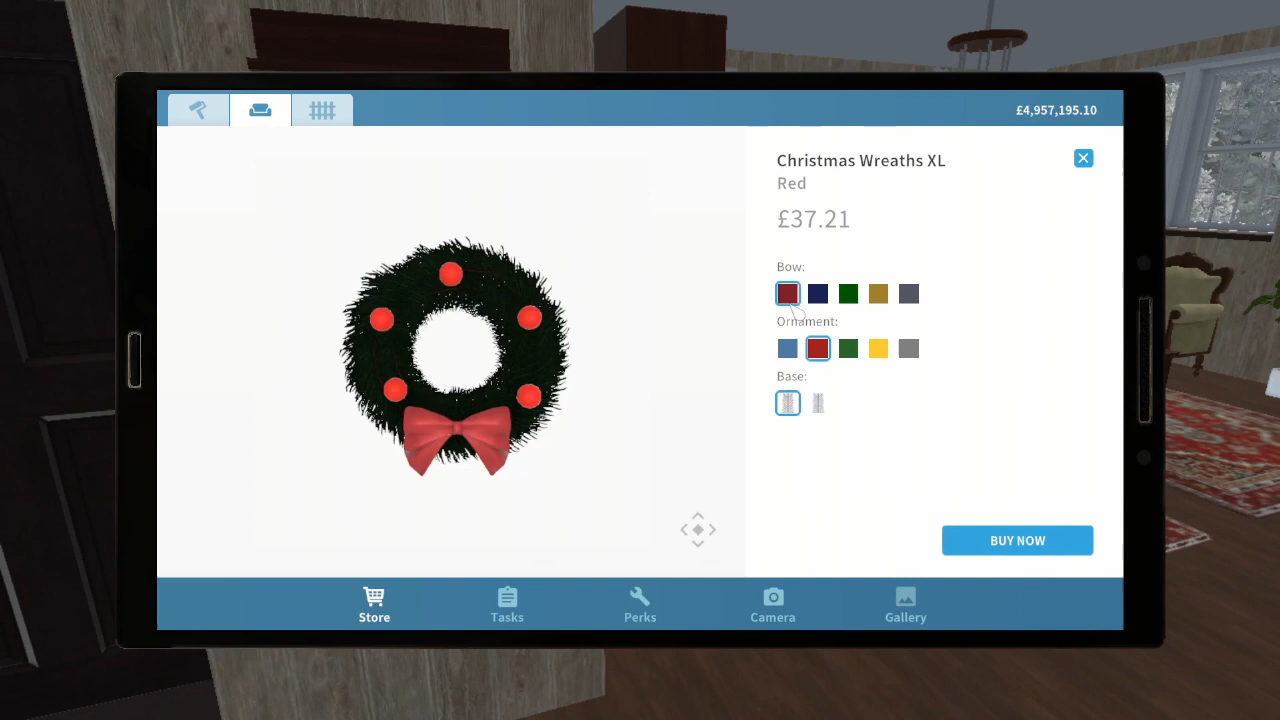 £4,957,195.10
Christmas Wreaths XL
Red
£37.21
Bow:
Ornament:
Base:
BUY NOW
Store
Tasks
Perks
Camera
Gallery